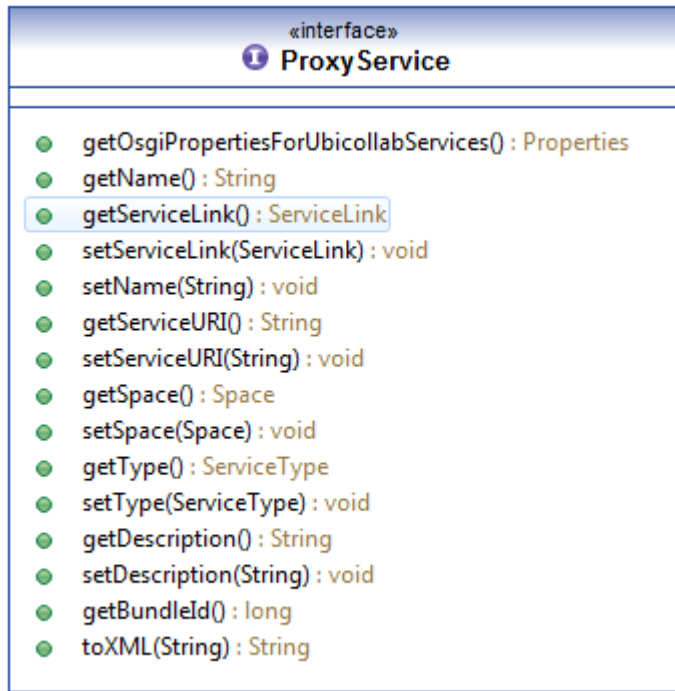 «interface»
ProxyService
getOsgiPropertiesForUbicollabServices() : Properties
getName() : String
getServiceLink() : ServiceLink
setServiceLink(ServiceLink) : void
setName(String) : void
getServiceURI() : String
setServiceURI(String) : void
getSpace() : Space
setSpace(Space) : void
getType() : ServiceType
setType(ServiceType) : void
getDescription() : String
setDescription(String) : void
getBundleId() : long
toXML(String) : String